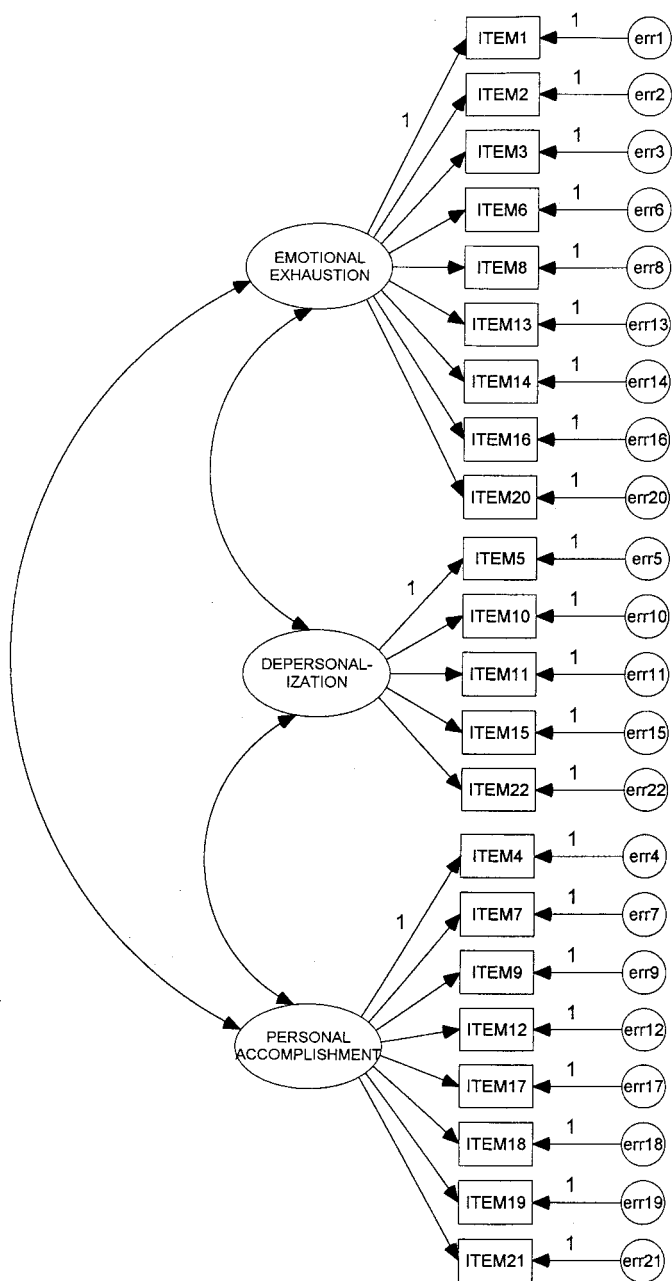 ITEM1 1 err1
ITEM2 1 err2
1
ITEM3 1 err3
ITEM6 1 err6
EMOTIONAL
EXHAUSTION
ITEM8 1 err8
ITEM13 1 err13
ITEM14 1 err14
ITEM16 1 err16
ITEM20 1 err20
ITEM5 1 err5
1
ITEM10 1 err10
DEPERSONAL-
IZATION
ITEM11 1 err11
ITEM15 1 err15
ITEM22 1 err22
ITEM4 1 err4
1
ITEM7 1 err7
ITEM9 1 err9
PERSONAL
ACCOMPLISHMENT
ITEM12 1 err12
ITEM17 1 err17
ITEM18 1 err18
ITEM19 1 err19
ITEM21 1 err21